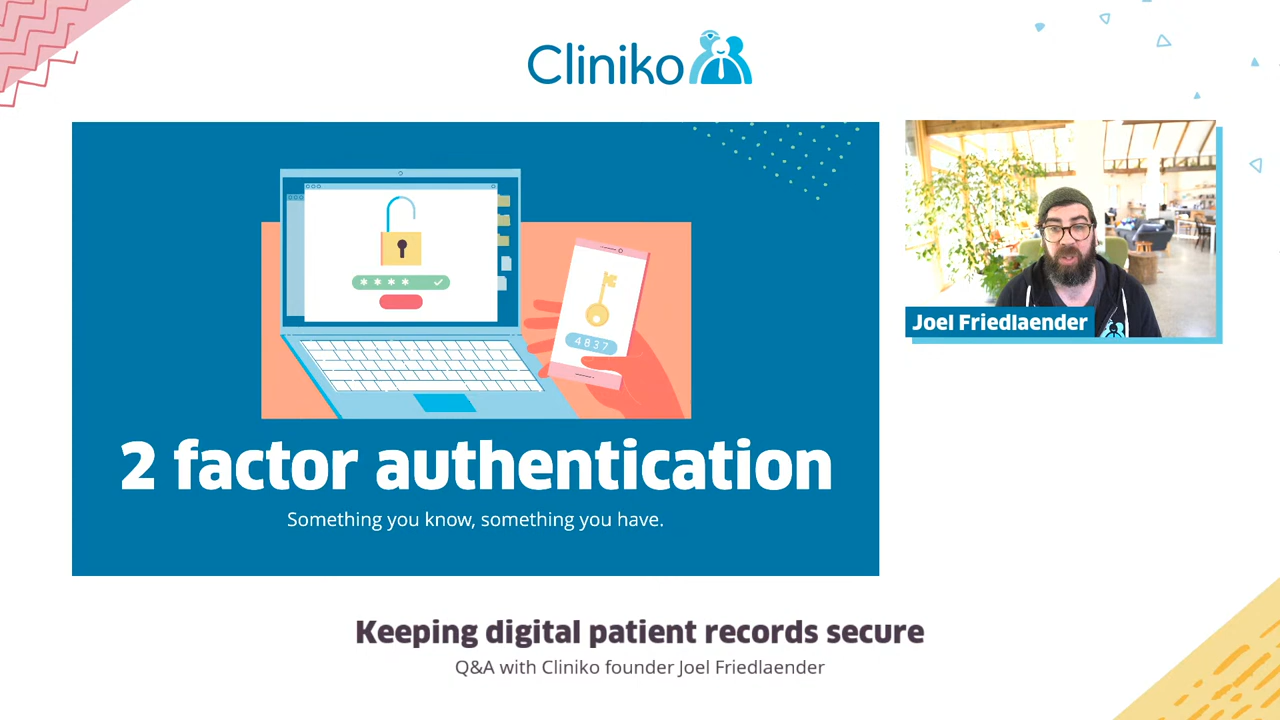 Cliniko
* * * *
4837
2 factor authentication
Something you know, something you have.
Joel Friedlaender
Keeping digital patient records secure
Q&A with Cliniko founder Joel Friedlaender